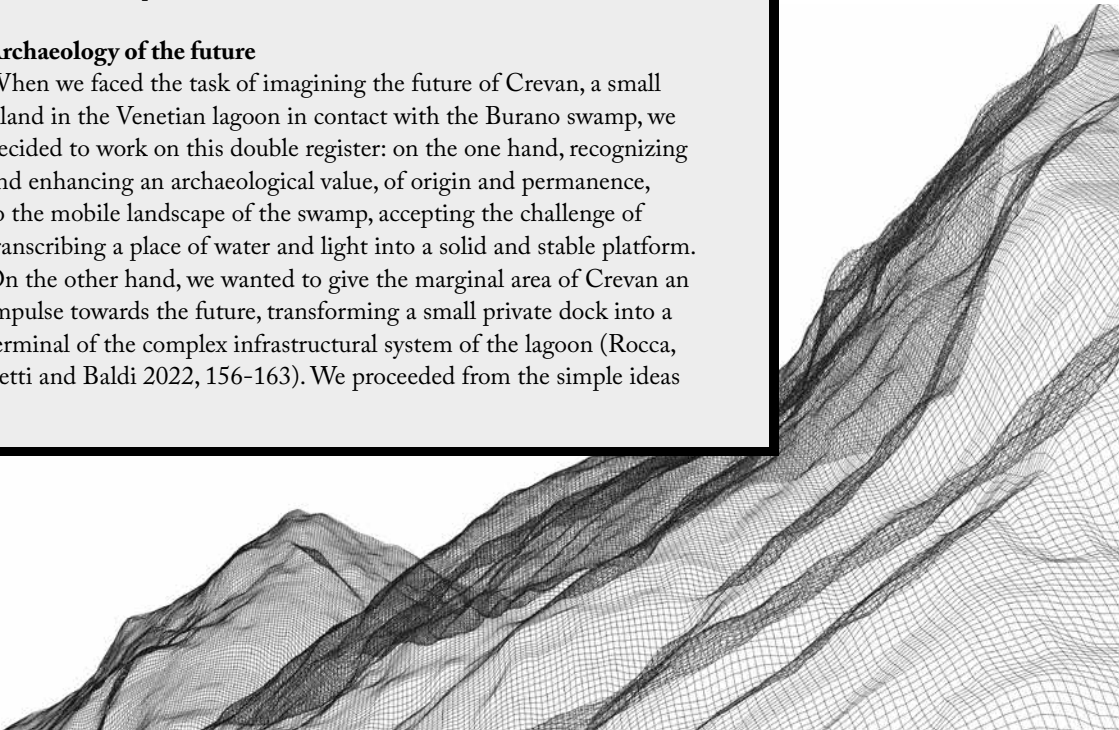 Archaeology of the future
When we faced the task of imagining the future of Crevan, a small
land in the Venetian lagoon in contact with the Burano swamp, we
ecided to work on this double register: on the one hand, recognizing
nd enhancing an archaeological value, of origin and permanence,
o the mobile landscape of the swamp, accepting the challenge of
ranscribing a place of water and light into a solid and stable platform.
On the other hand, we wanted to give the marginal area of Crevan an
mpulse towards the future, transforming a small private dock into a
erminal of the complex infrastructural system of the lagoon (Rocca,
etti and Baldi 2022, 156-163). We proceeded from the simple ideas